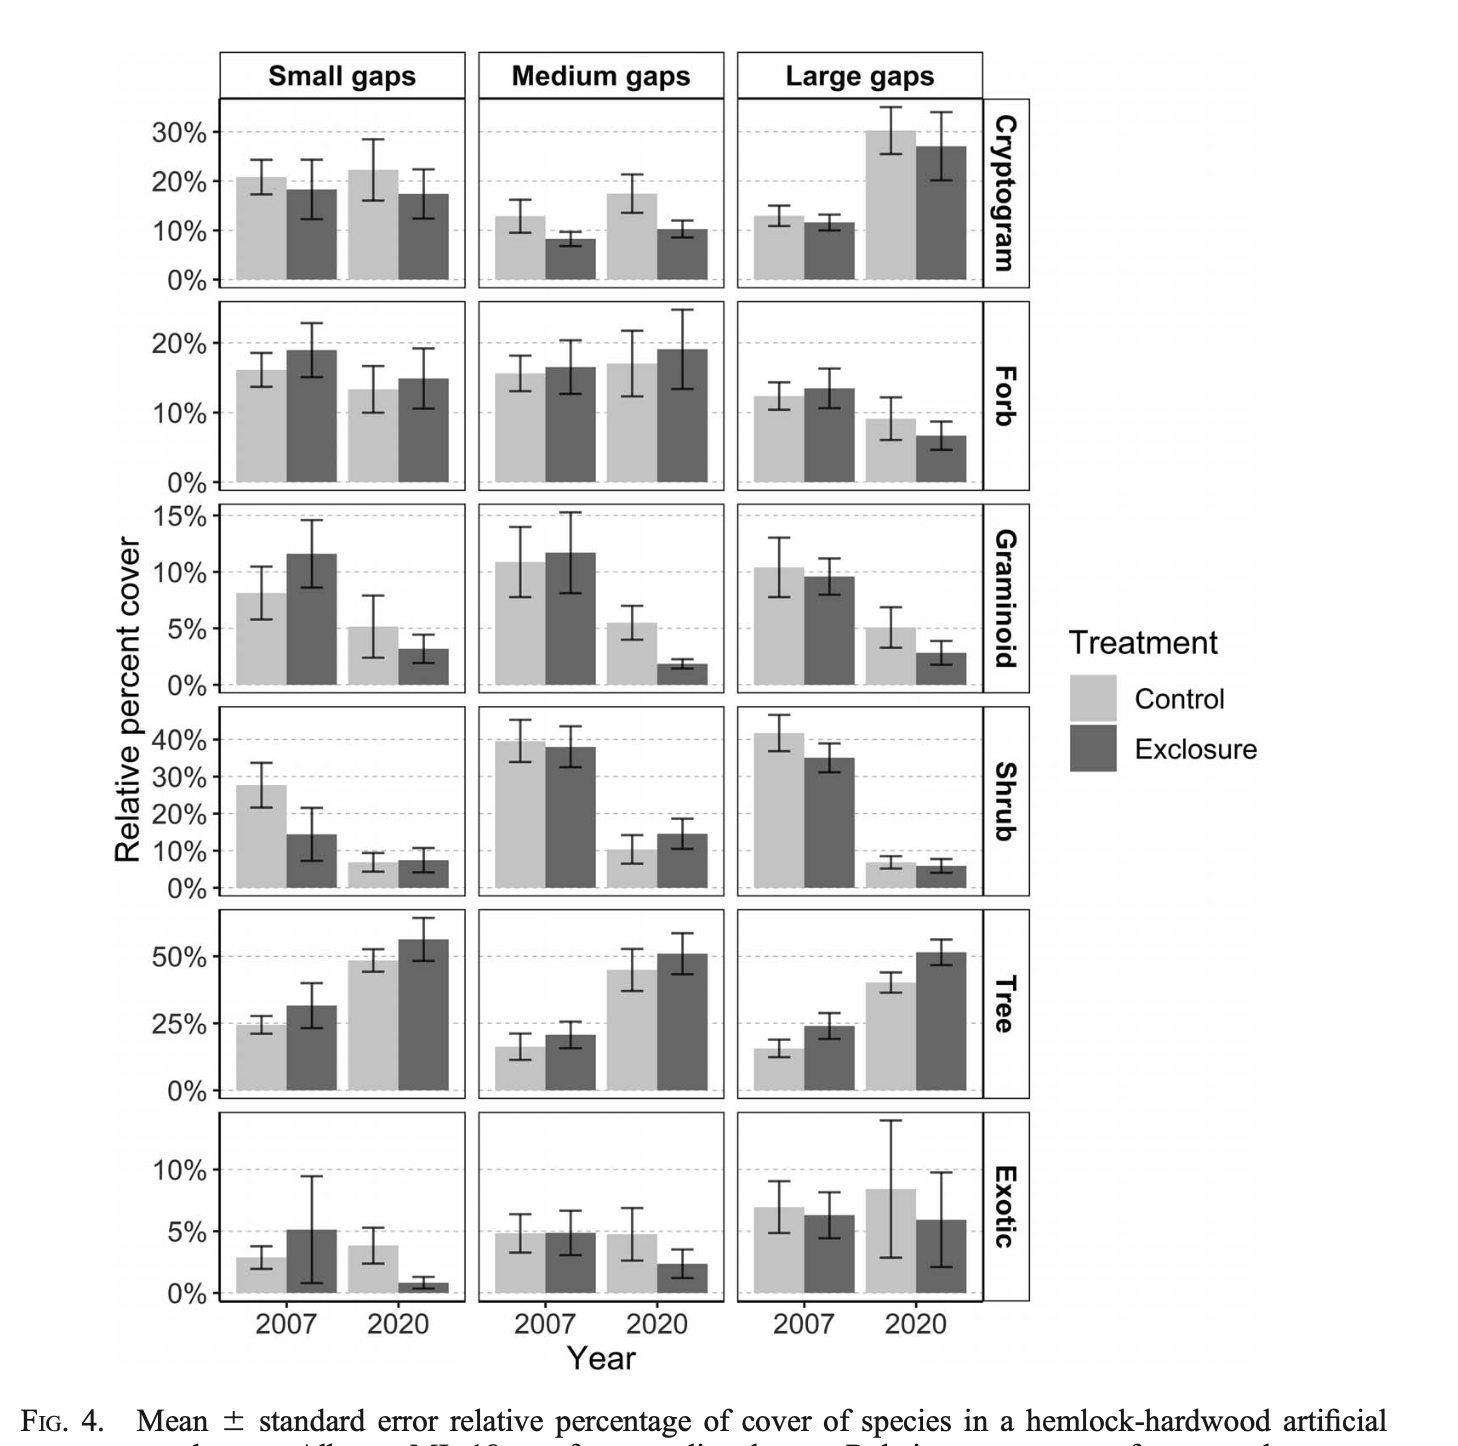 Small gaps
Medium gaps
Large gaps
30%
20%
10%
0%
Cryptogram
20%
10%
0%
Forb
15%
10%
5%
0%
Graminoid
40%
30%
20%
10%
0%
Shrub
50%
25%
0%
Tree
10%
5%
0%
Exotic
Relative percent cover
2007 2020
2007 2020
2007 2020
Year
Treatment
Control
Exclosure
FIG. 4. Mean ± standard error relative percentage of cover of species in a hemlock-hardwood artificial